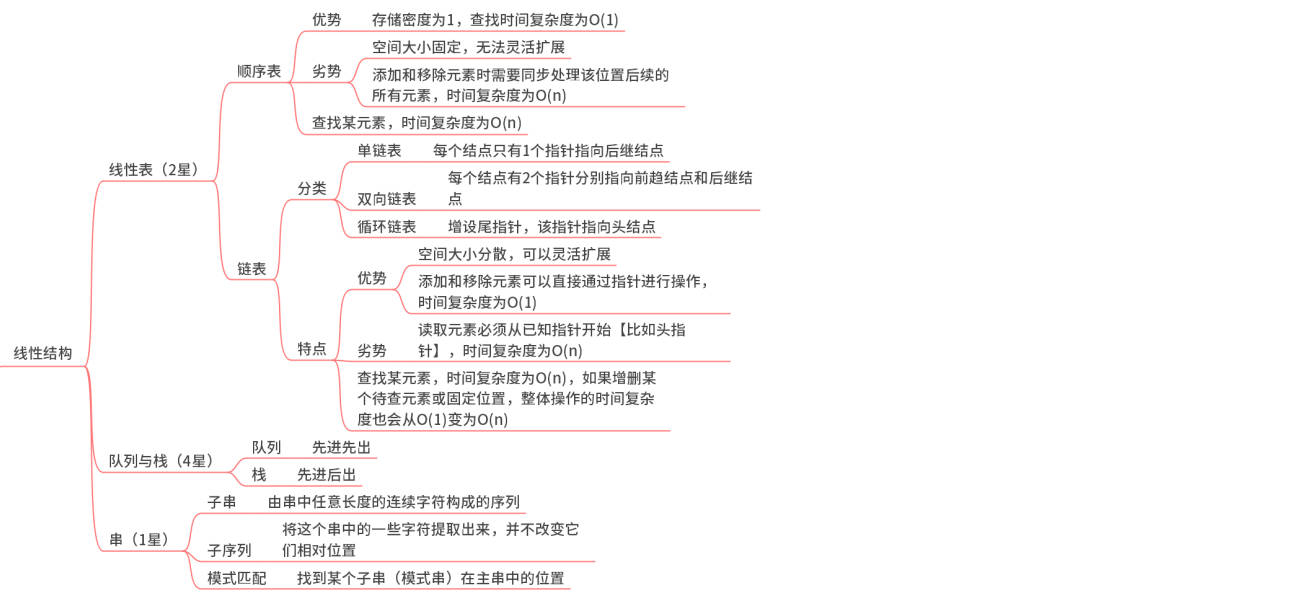 线性结构
线性表（2星）
顺序表
优势
存储密度为1，查找时间复杂度为O(1)
劣势
空间大小固定，无法灵活扩展
添加和移除元素时需要同步处理该位置后续的
所有元素，时间复杂度为O(n)
查找某元素，时间复杂度为O(n)
链表
分类
单链表
每个结点只有1个指针指向后继结点
双向链表
每个结点有2个指针分别指向前趋结点和后继结
点
循环链表
增设尾指针，该指针指向头结点
特点
优势
空间大小分散，可以灵活扩展
添加和移除元素可以直接通过指针进行操作，
时间复杂度为O(1)
劣势
读取元素必须从已知指针开始【比如头指
针】，时间复杂度为O(n)
查找某元素，时间复杂度为O(n)，如果增删某
个待查元素或固定位置，整体操作的时间复杂
度也会从O(1)变为O(n)
队列与栈（4星）
队列
先进先出
栈
先进后出
串（1星）
子串
由串中任意长度的连续字符构成的序列
子序列
将这个串中的一些字符提取出来，并不改变它
们相对位置
模式匹配
找到某个子串（模式串）在主串中的位置